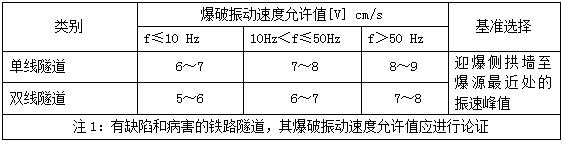 类别 爆破振动速度允许值[V] cm/s 基准选择
f≤10 Hz 10Hz<f≤50Hz f>50 Hz
单线隧道 6～7 7～8 8～9 迎爆侧拱墙至
爆源最近处的
振速峰值
双线隧道 5～6 6～7 7～8
注1：有缺陷和病害的铁路隧道，其爆破振动速度允许值应进行论证